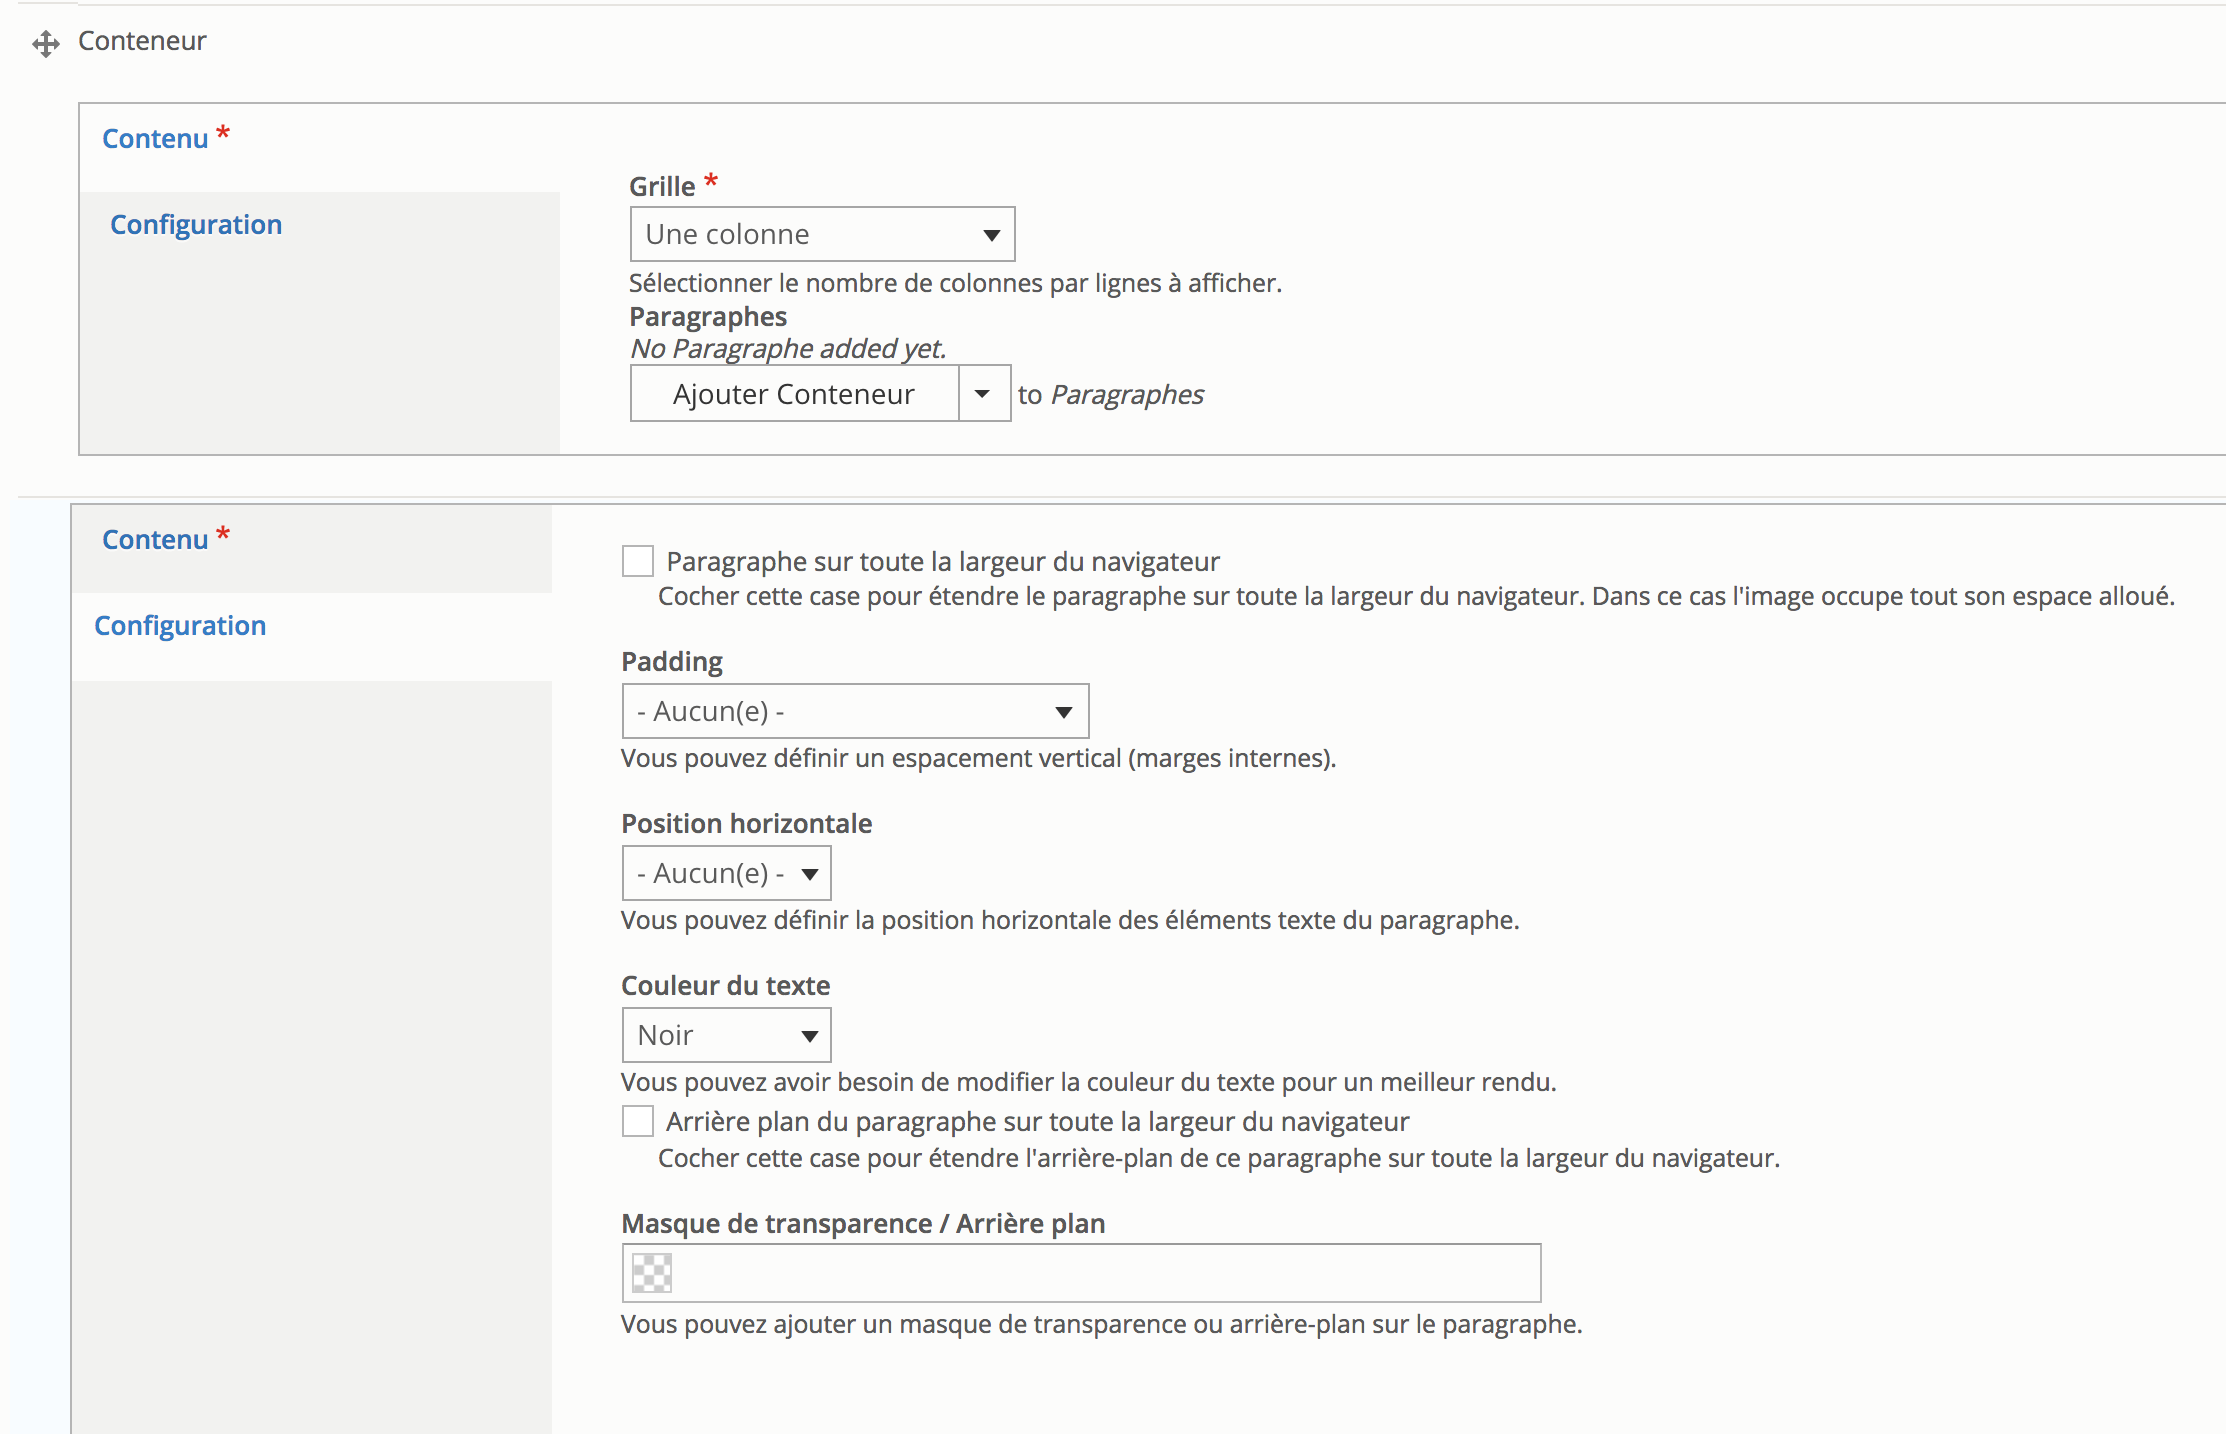 Conteneur
Contenu *
Configuration
Grille *
Une colonne
Sélectionner le nombre de colonnes par lignes à afficher.
Paragraphes
No Paragraphe added yet.
Ajouter Conteneur to Paragraphes
Contenu *
Configuration
Paragraphe sur toute la largeur du navigateur
Cocher cette case pour étendre le paragraphe sur toute la largeur du navigateur. Dans ce cas l'image occupe tout son espace alloué.
Padding
- Aucun(e) -
Vous pouvez définir un espacement vertical (marges internes).
Position horizontale
- Aucun(e) -
Vous pouvez définir la position horizontale des éléments texte du paragraphe.
Couleur du texte
Noir
Vous pouvez avoir besoin de modifier la couleur du texte pour un meilleur rendu.
Arrière plan du paragraphe sur toute la largeur du navigateur
Cocher cette case pour étendre l'arrière-plan de ce paragraphe sur toute la largeur du navigateur.
Masque de transparence / Arrière plan
Vous pouvez ajouter un masque de transparence ou arrière-plan sur le paragraphe.